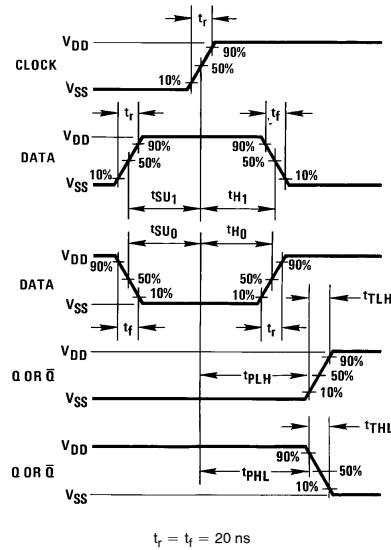 tr
VDD
90%
CLOCK
50%
10%
VSS
tr
tf
VDD
90%
90%
DATA
50%
50%
10%
10%
VSS
tSU1
tH1
tSU0
tH0
VDD
90%
90%
DATA
50%
50%
10%
10%
VSS
tTLH
tf
tr
VDD
90%
Q OR Q̅
tPLH
50%
10%
VSS
tTHL
VDD
90%
Q OR Q̅
tPHL
50%
10%
VSS
tr = tf = 20 ns